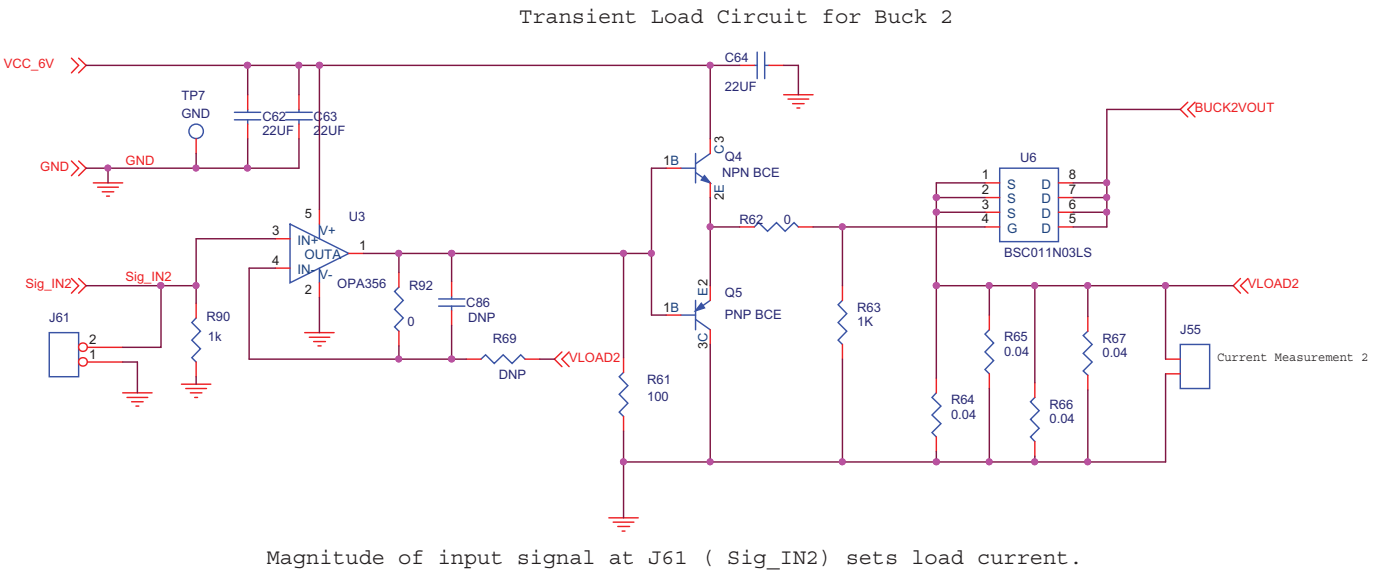 Transient Load Circuit for Buck 2
VCC_6V
C64
22UF
TP7
GND
C62
22UF
C63
22UF
BUCK2VOUT
GND
GND
1B
C
3
Q4
NPN BCE
2E
U6
1
2
3
4
S
S
S
G
D
D
D
D
8
7
6
5
BSC011N03LS
R62
0
U3
5
V+
3
IN+
OUTA
1
4
IN-
V-
2
OPA356
Sig_IN2
Sig_IN2
J61
2
1
R90
1k
R92
0
C86
DNP
R69
DNP
VLOAD2
1B
E
2
Q5
PNP BCE
3C
R61
100
R63
1K
VLOAD2
R65
0.04
R67
0.04
J55
Current Measurement 2
R64
0.04
R66
0.04
Magnitude of input signal at J61 ( Sig_IN2) sets load current.